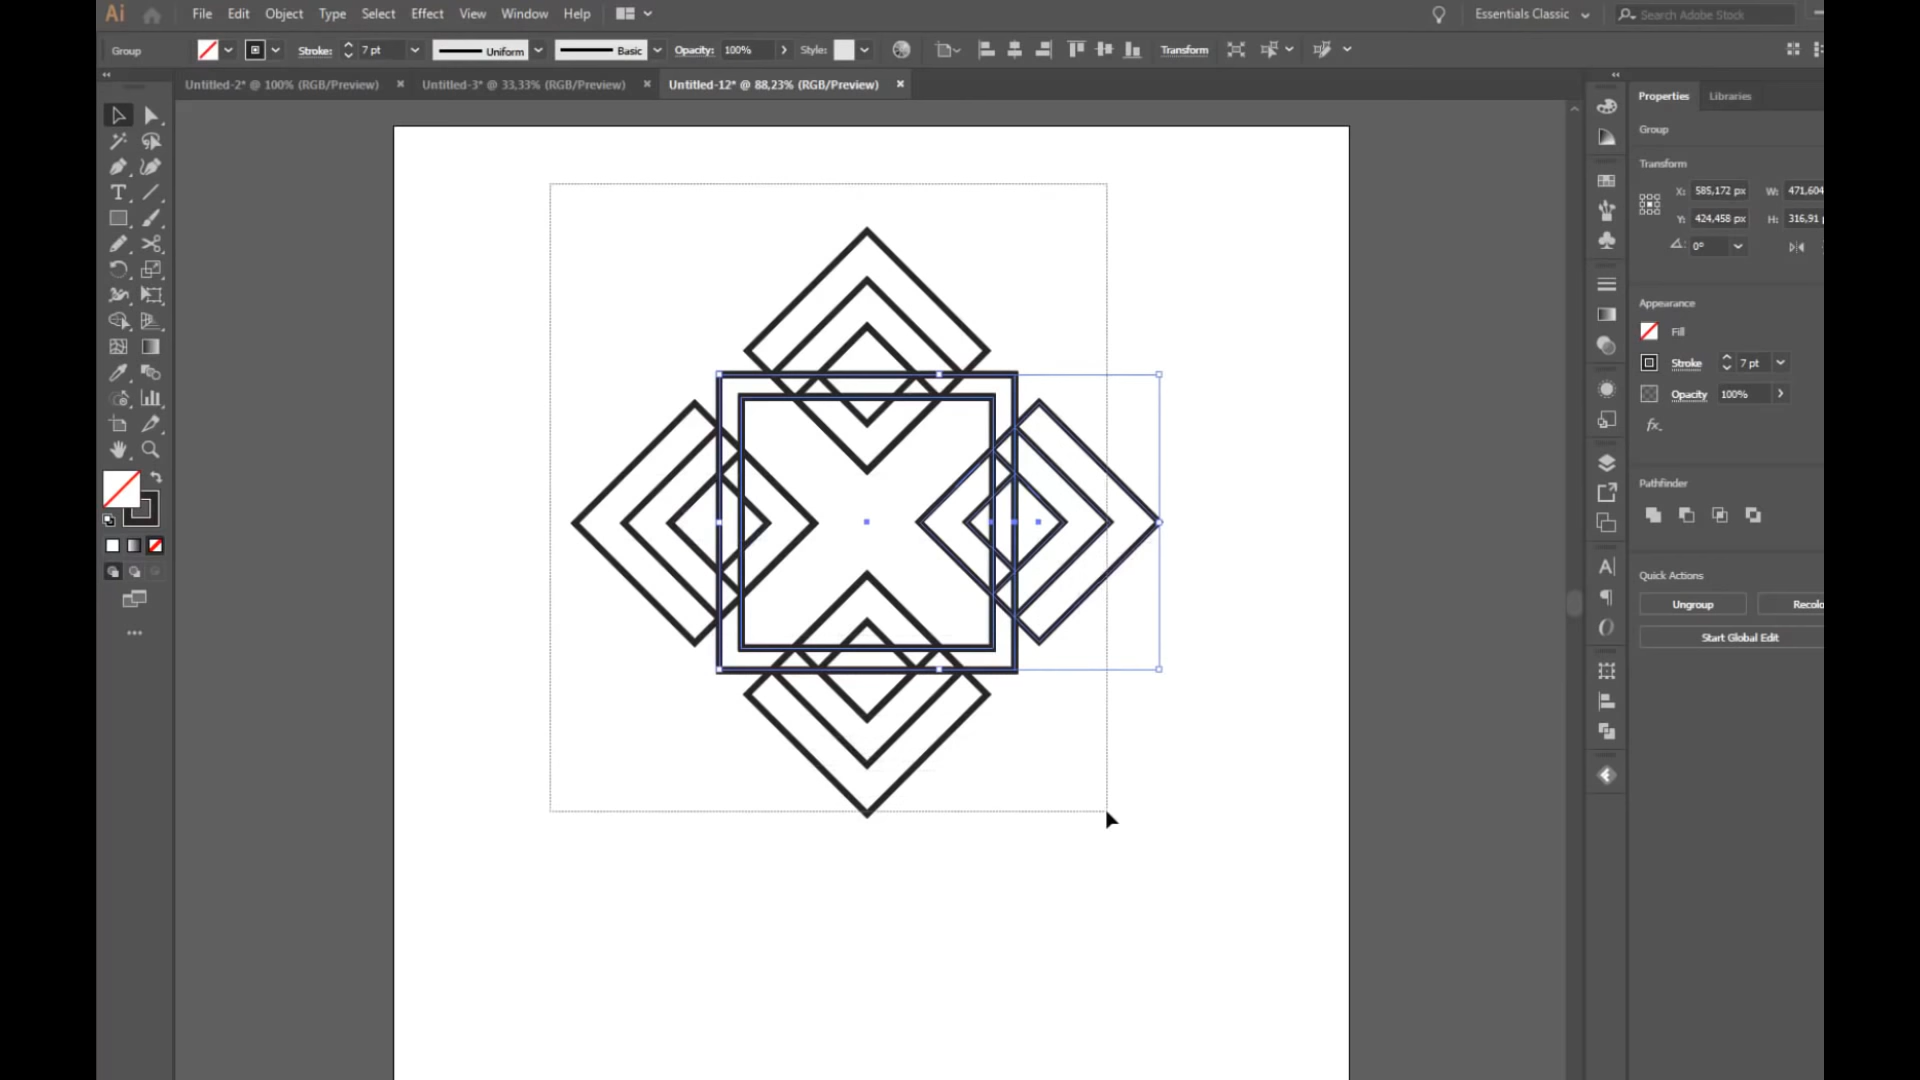 Ai File Edit Object Type Select Effect View Window Help Essentials Classic Search Adobe Stock
Group Stroke: 7 pt Uniform Basic Opacity: 100% Style: Transform
Untitled-2* @ 100% (RGB/Preview) Untitled-3* @ 33,33% (RGB/Preview) Untitled-12* @ 88,23% (RGB/Preview)
Properties Libraries
Group
Transform
X: 585,172 px W: 471,604
Y: 424,458 px H: 316,91
0°
Appearance
Fill
Stroke 7 pt
Opacity 100%
fx.
Pathfinder
Quick Actions
Ungroup Recolo
Start Global Edit